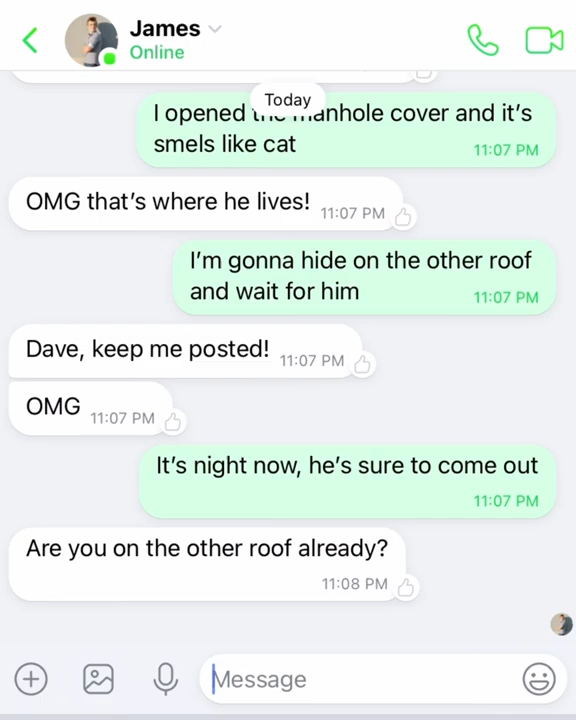 James
Online
Today
I opened the manhole cover and it's
smels like cat
11:07 PM
OMG that's where he lives!
11:07 PM
I'm gonna hide on the other roof
and wait for him
11:07 PM
Dave, keep me posted!
11:07 PM
OMG
11:07 PM
It's night now, he's sure to come out
11:07 PM
Are you on the other roof already?
11:08 PM
Message